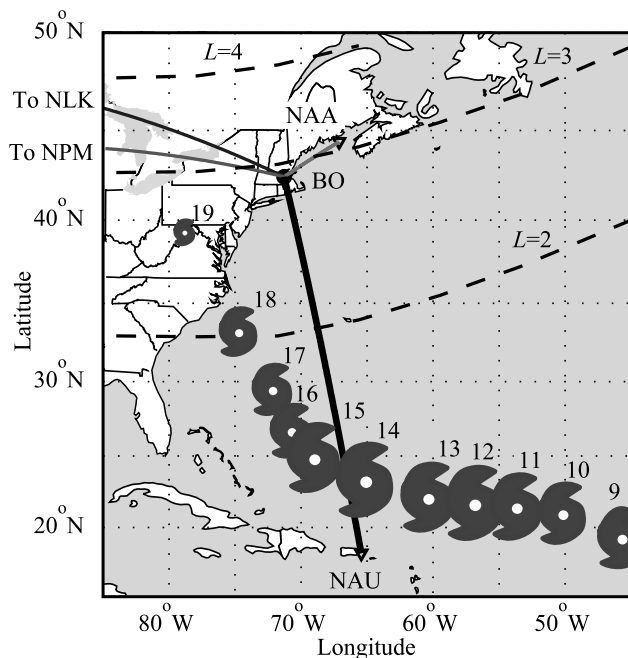 50°N
L=4
L=3
To NLK
NAA
To NPM
BO
40°N
19
L=2
Latitude
18
17
30°N
16
15
14
13
12
11
10
9
20°N
NAU
80°W
70°W
60°W
50°W
Longitude